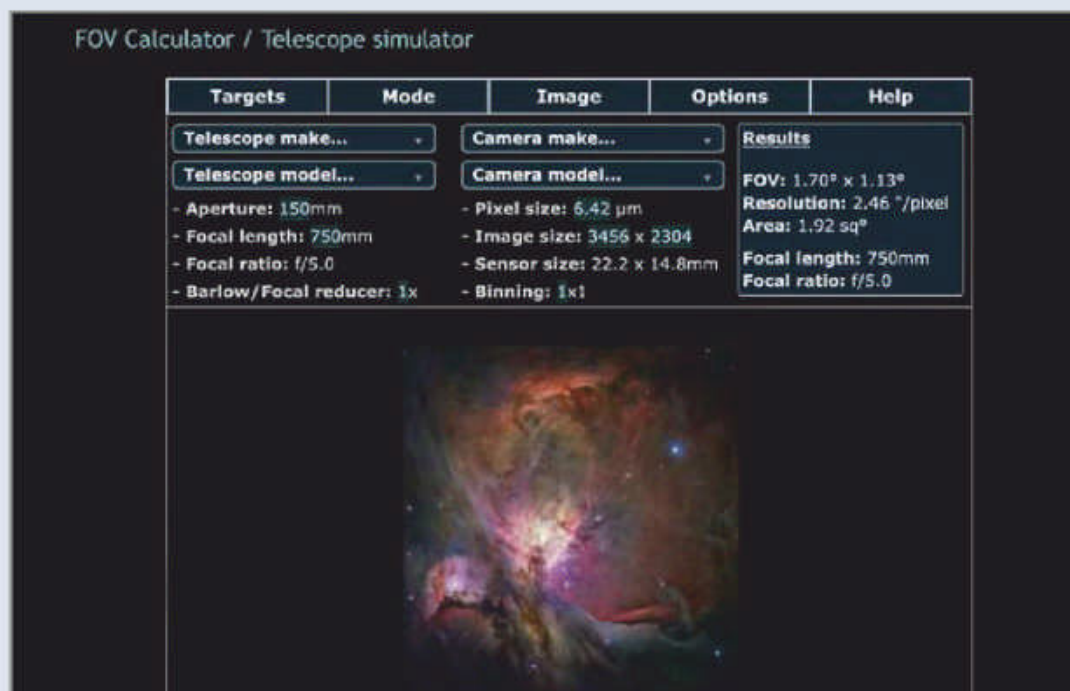 FOV Calculator / Telescope simulator
Targets Mode Image Options Help
Telescope make...
Telescope model...
- Aperture: 150mm
- Focal length: 750mm
- Focal ratio: f/5.0
- Barlow/Focal reducer: 1x
Camera make...
Camera model...
- Pixel size: 6.42 µm
- Image size: 3456 x 2304
- Sensor size: 22.2 x 14.8mm
- Binning: 1x1
Results
FOV: 1.70° x 1.13°
Resolution: 2.46 "/pixel
Area: 1.92 sq°
Focal length: 750mm
Focal ratio: f/5.0